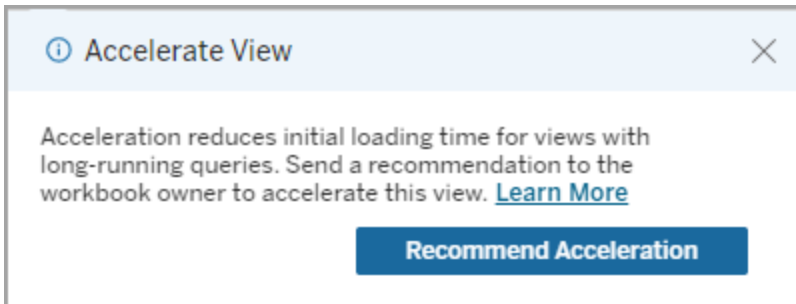 Accelerate View
Acceleration reduces initial loading time for views with
long-running queries. Send a recommendation to the
workbook owner to accelerate this view. Learn More
Recommend Acceleration